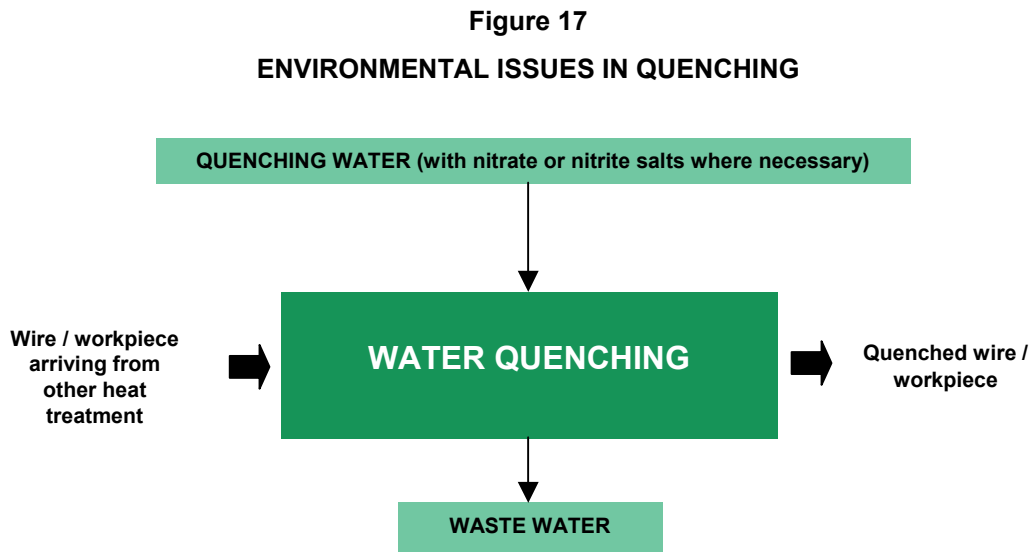 Figure 17
ENVIRONMENTAL ISSUES IN QUENCHING
QUENCHING WATER (with nitrate or nitrite salts where necessary)
Wire / workpiece
arriving from
other heat
treatment
WATER QUENCHING
Quenched wire /
workpiece
WASTE WATER